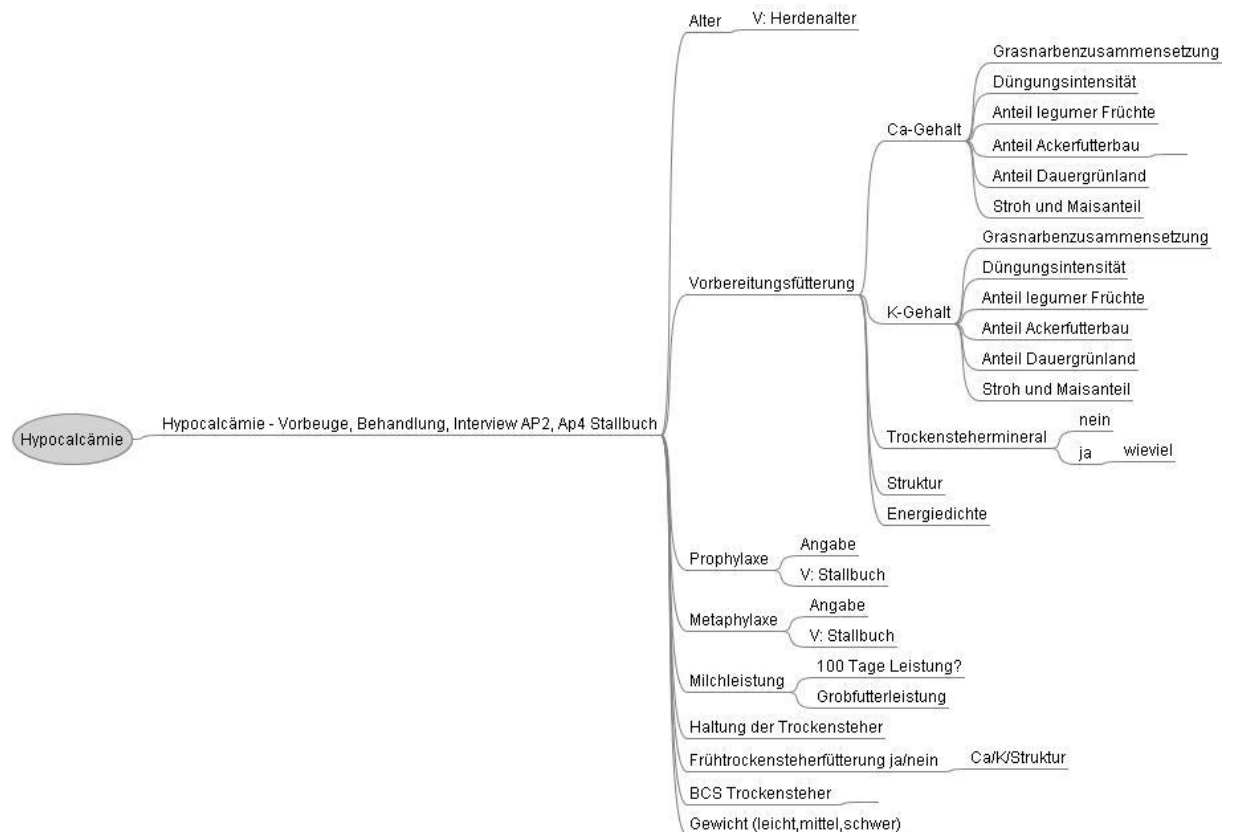 Hypocalcämie
Hypocalcämie - Vorbeuge, Behandlung, Interview AP2, Ap4 Stallbuch
Alter
V: Herdenalter
Vorbereitungsfütterung
Ca-Gehalt
Grasnarbenzusammensetzung
Düngungsintensität
Anteil legumer Früchte
Anteil Ackerfutterbau
Anteil Dauergrünland
Stroh und Maisanteil
K-Gehalt
Grasnarbenzusammensetzung
Düngungsintensität
Anteil legumer Früchte
Anteil Ackerfutterbau
Anteil Dauergrünland
Stroh und Maisanteil
Trockenstehermineral
nein
ja
wieviel
Struktur
Energiedichte
Prophylaxe
Angabe
V: Stallbuch
Metaphylaxe
Angabe
V: Stallbuch
Milchleistung
100 Tage Leistung?
Grobfutterleistung
Haltung der Trockensteher
Frühtrockensteherfütterung ja/nein
Ca/K/Struktur
BCS Trockensteher
Gewicht (leicht,mittel,schwer)